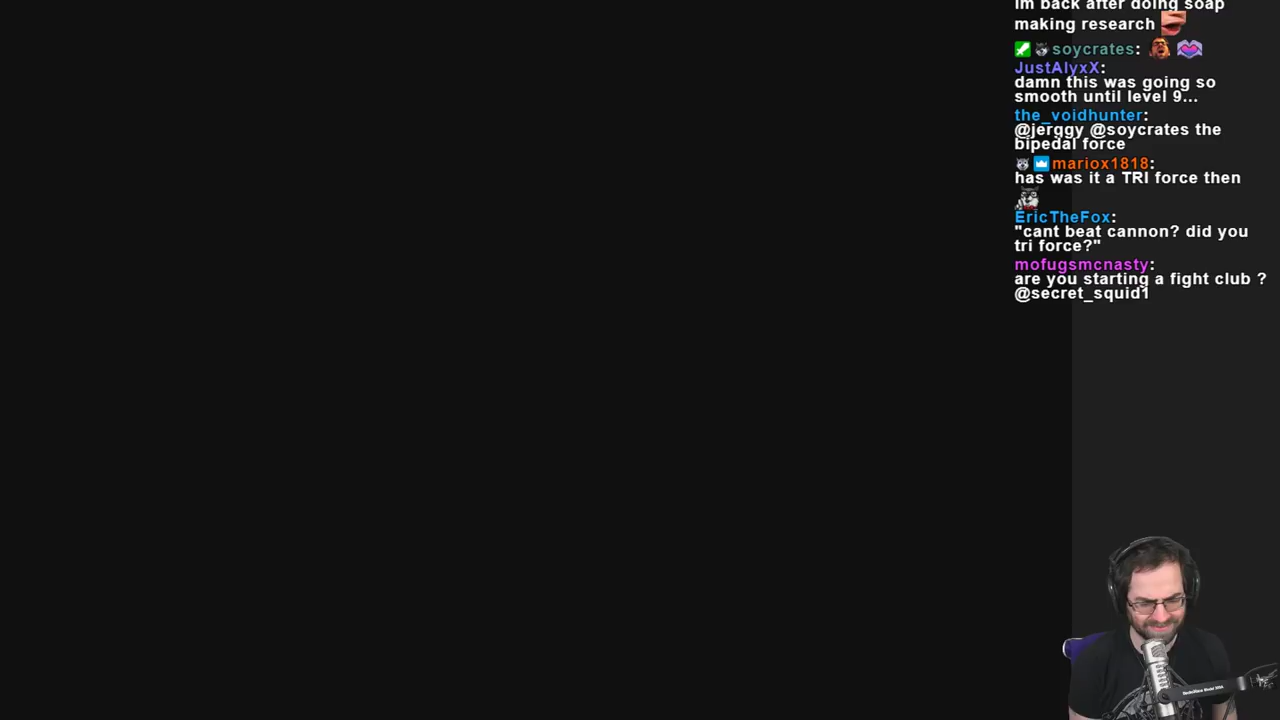 im back after doing soap
making research
soycrates:
JustAlyxX:
damn this was going so
smooth until level 9...
the_voidhunter:
@jerggy @soycrates the
bipedal force
mariox1818:
has was it a TRI force then
EricTheFox:
"cant beat cannon? did you
tri force?"
mofugsmcnasty:
are you starting a fight club ?
@secret_squid1